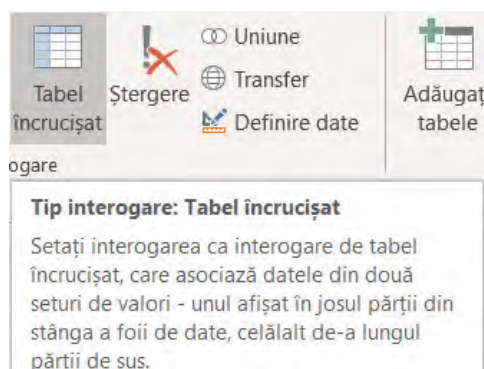 Uniune
Transfer
Definire date
Tabel
încrucișat
Ștergere
Adăugaț
tabele
ogare
Tip interogare: Tabel încrucișat
Setați interogarea ca interogare de tabel
încrucișat, care asociază datele din două
seturi de valori - unul afișat în josul părții din
stânga a foii de date, celălalt de-a lungul
părții de sus.